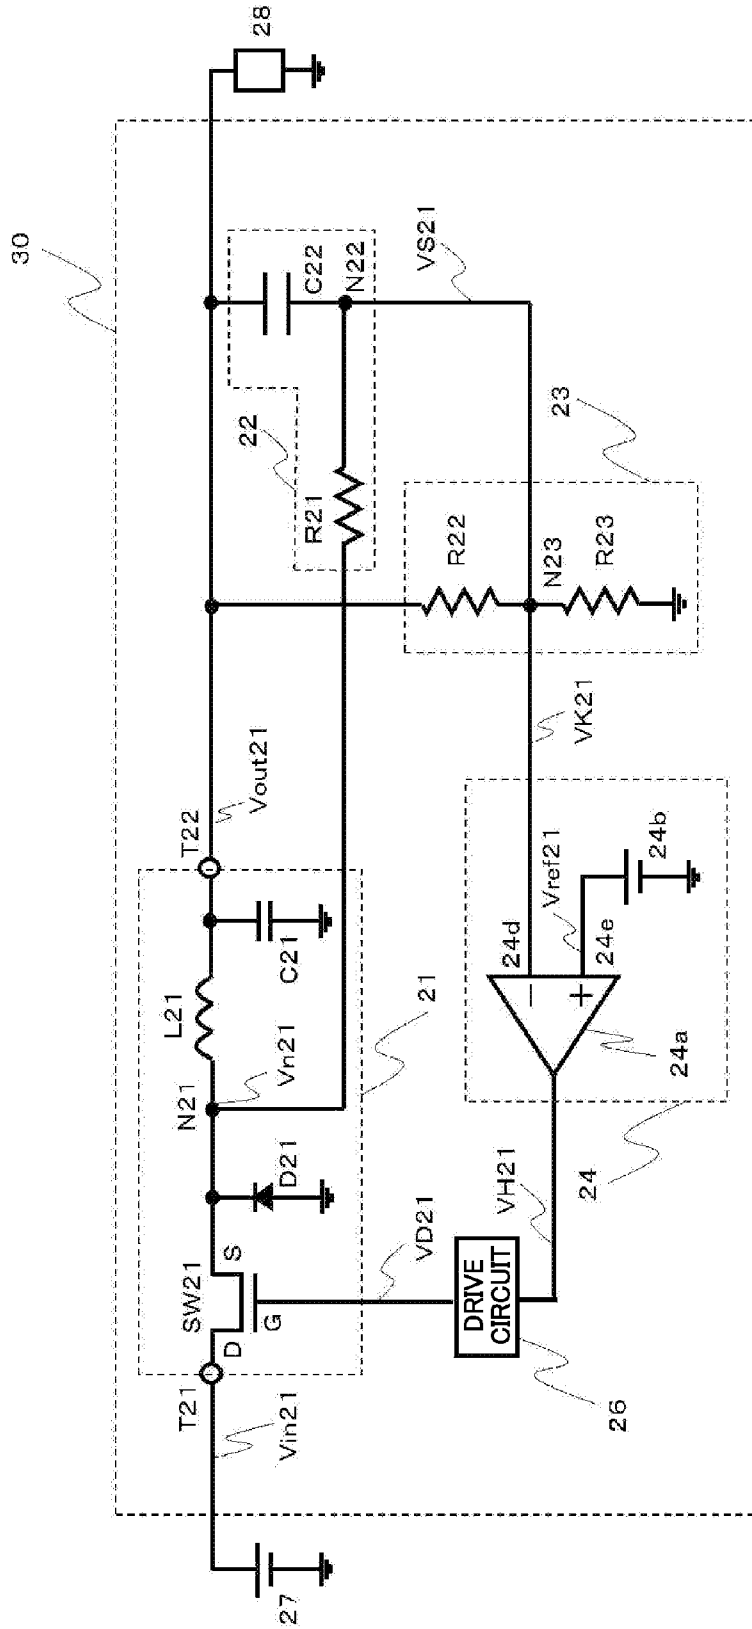 30
28
Vin21
T21
D
SW21
S
G
N21
Vn21
L21
D21
C21
T22
Vout21
21
22
R21
C22
N22
VS21
27
VD21
DRIVE
CIRCUIT
26
VH21
24
24a
24d
24e
−
+
Vref21
24b
VK21
R22
N23
R23
23